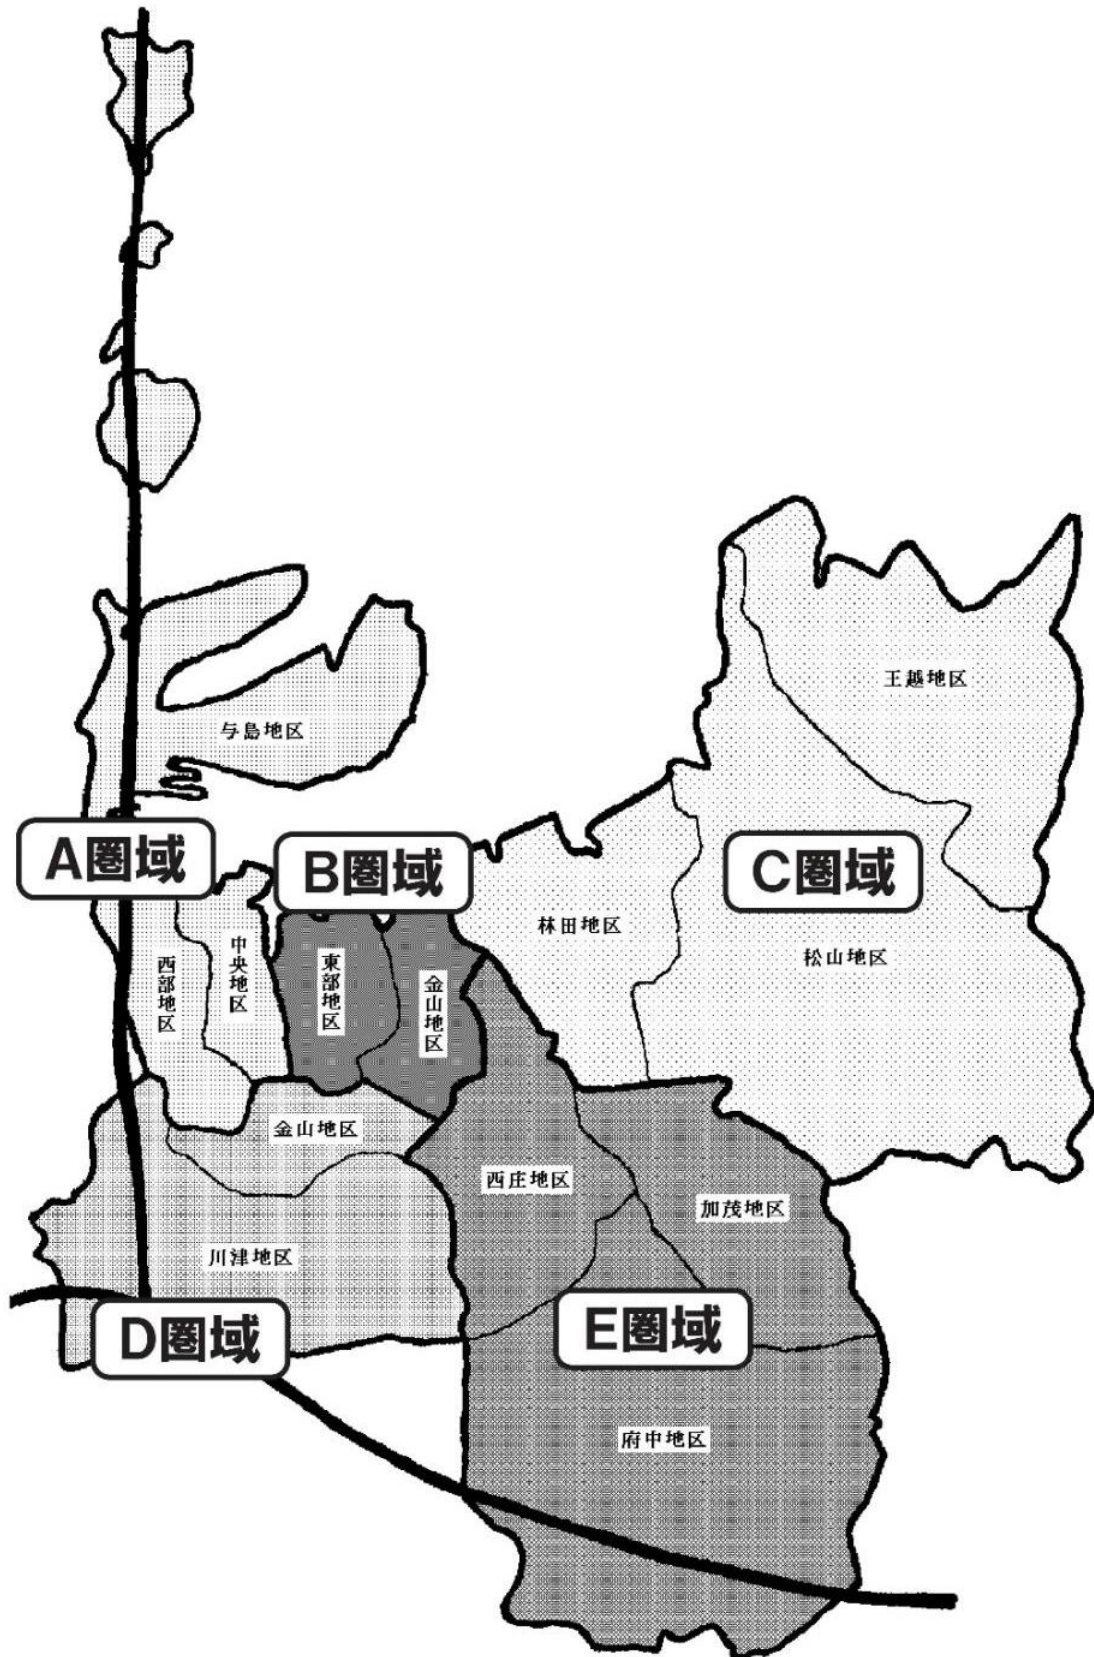 王越地区
与島地区
A圏域
B圏域
C圏域
林田地区
松山地区
西部地区
中央地区
東部地区
金山地区
金山地区
西庄地区
加茂地区
川津地区
D圏域
E圏域
府中地区